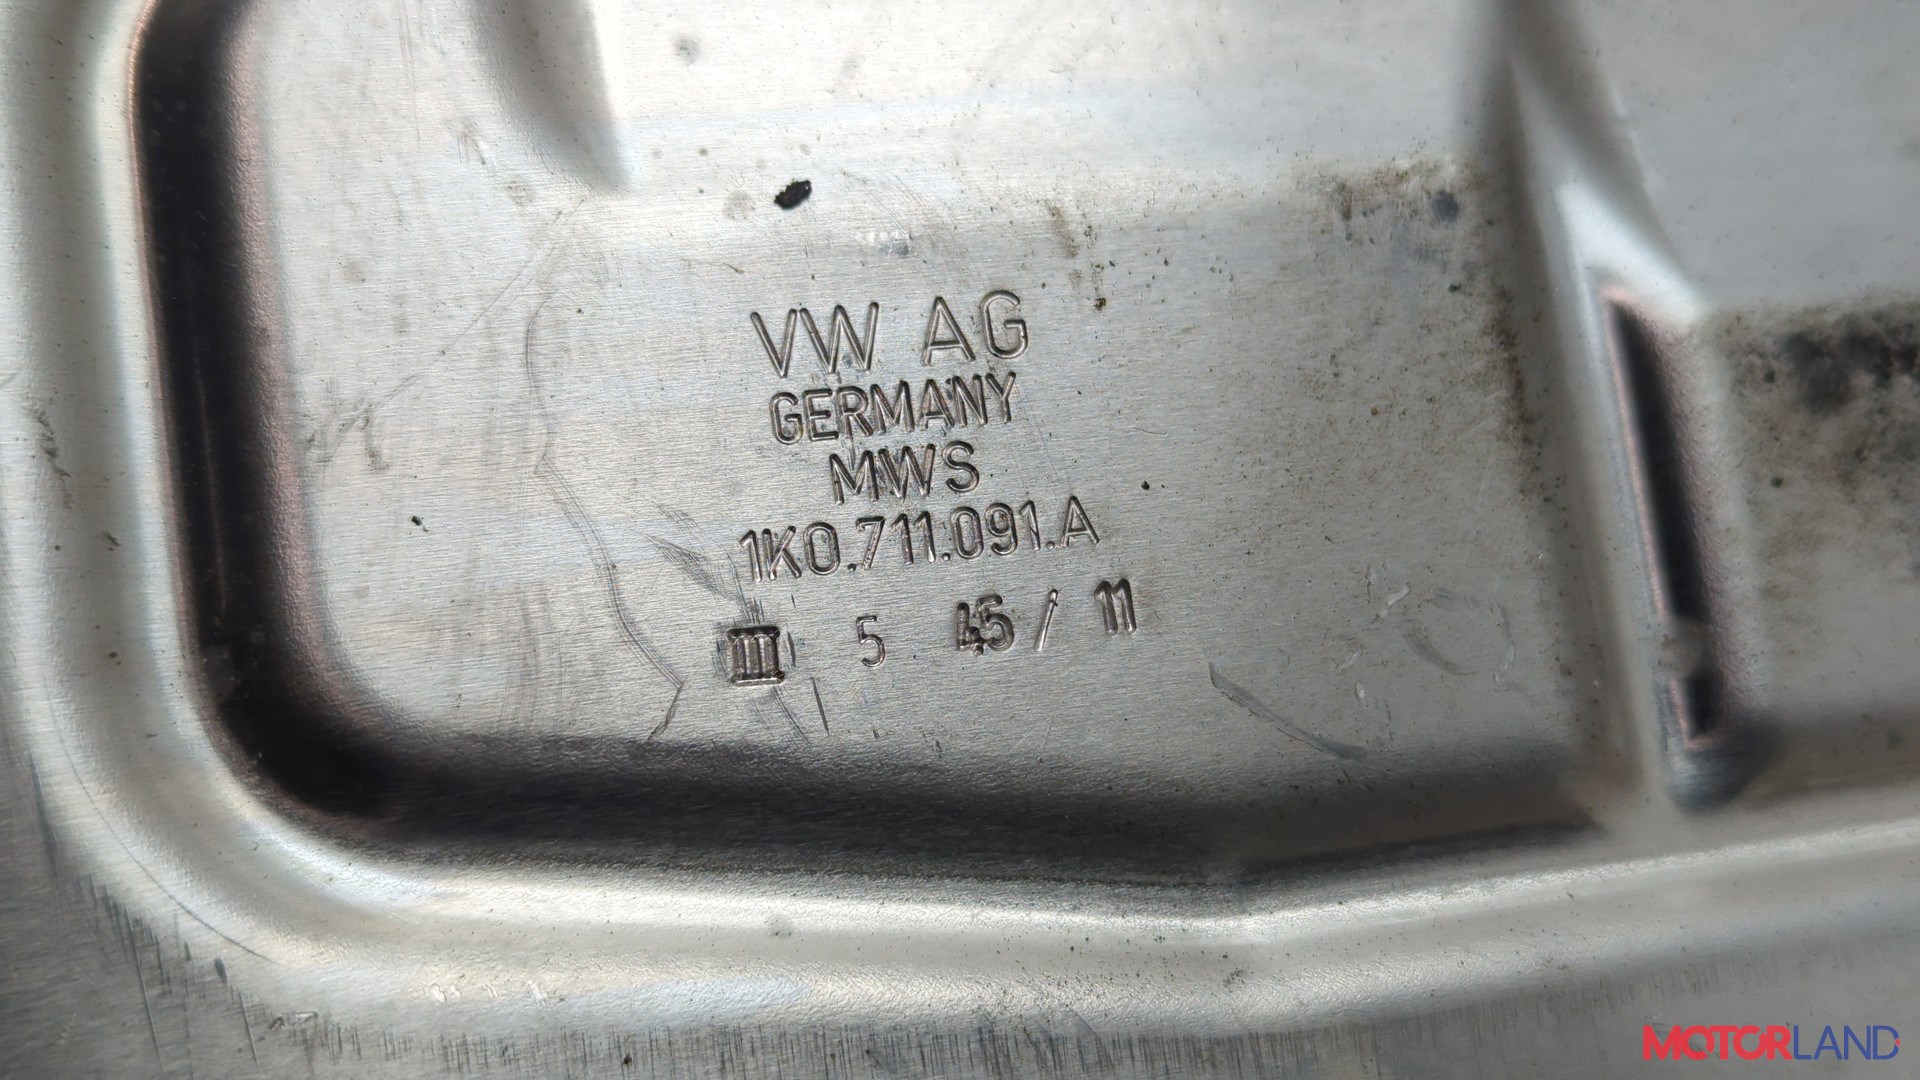 VW AG
GERMANY
MWS
1K0.711.091.A
5 45 / 11
MOTORLAND